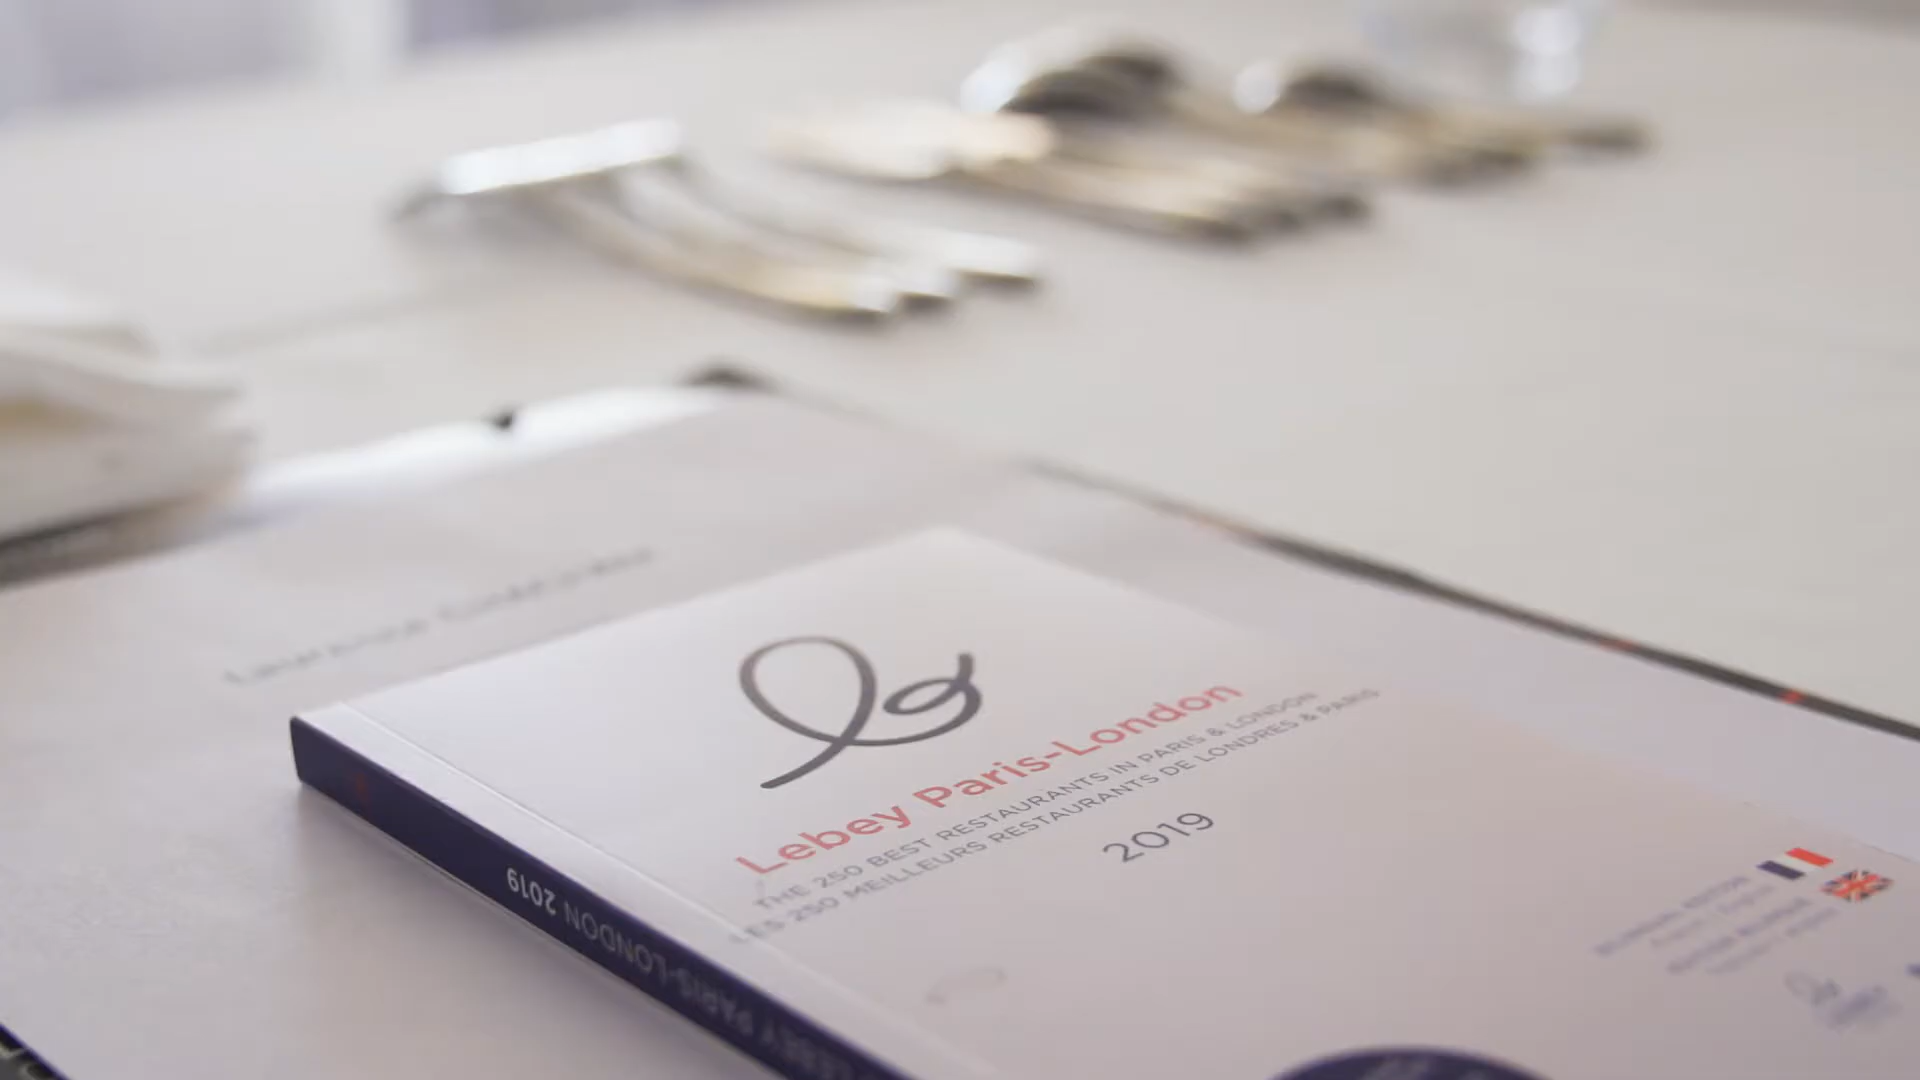 Lebey Paris-London
THE 250 BEST RESTAURANTS IN PARIS & LONDON
LES 250 MEILLEURS RESTAURANTS DE LONDRES & PARIS
2019
LEBEY PARIS-LONDON 2019